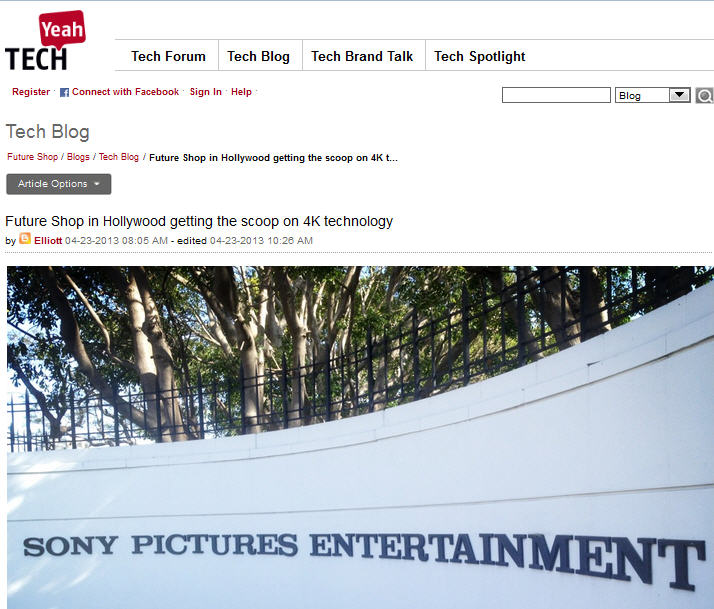 Yeah
TECH
Tech Forum Tech Blog Tech Brand Talk Tech Spotlight
Register · Connect with Facebook · Sign In · Help · Blog
Tech Blog
Future Shop / Blogs / Tech Blog / Future Shop in Hollywood getting the scoop on 4K t...
Article Options
Future Shop in Hollywood getting the scoop on 4K technology
by Elliott 04-23-2013 08:05 AM - edited 04-23-2013 10:26 AM
SONY PICTURES ENTERTAINMENT